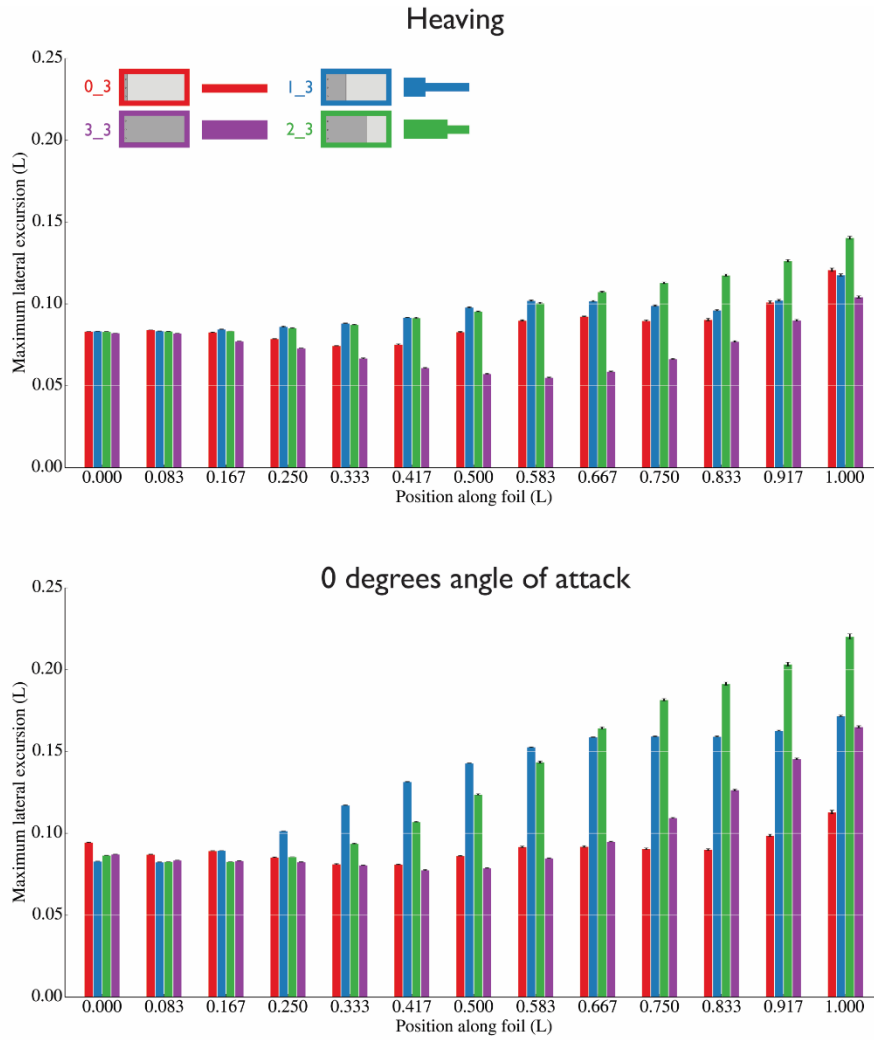 Heaving
0.25
0.20
0.15
0.10
0.05
0.00
Maximum lateral excursion (L)
0_3
1_3
3_3
2_3
0.000 0.083 0.167 0.250 0.333 0.417 0.500 0.583 0.667 0.750 0.833 0.917 1.000
Position along foil (L)
0 degrees angle of attack
0.25
0.20
0.15
0.10
0.05
0.00
Maximum lateral excursion (L)
0.000 0.083 0.167 0.250 0.333 0.417 0.500 0.583 0.667 0.750 0.833 0.917 1.000
Position along foil (L)